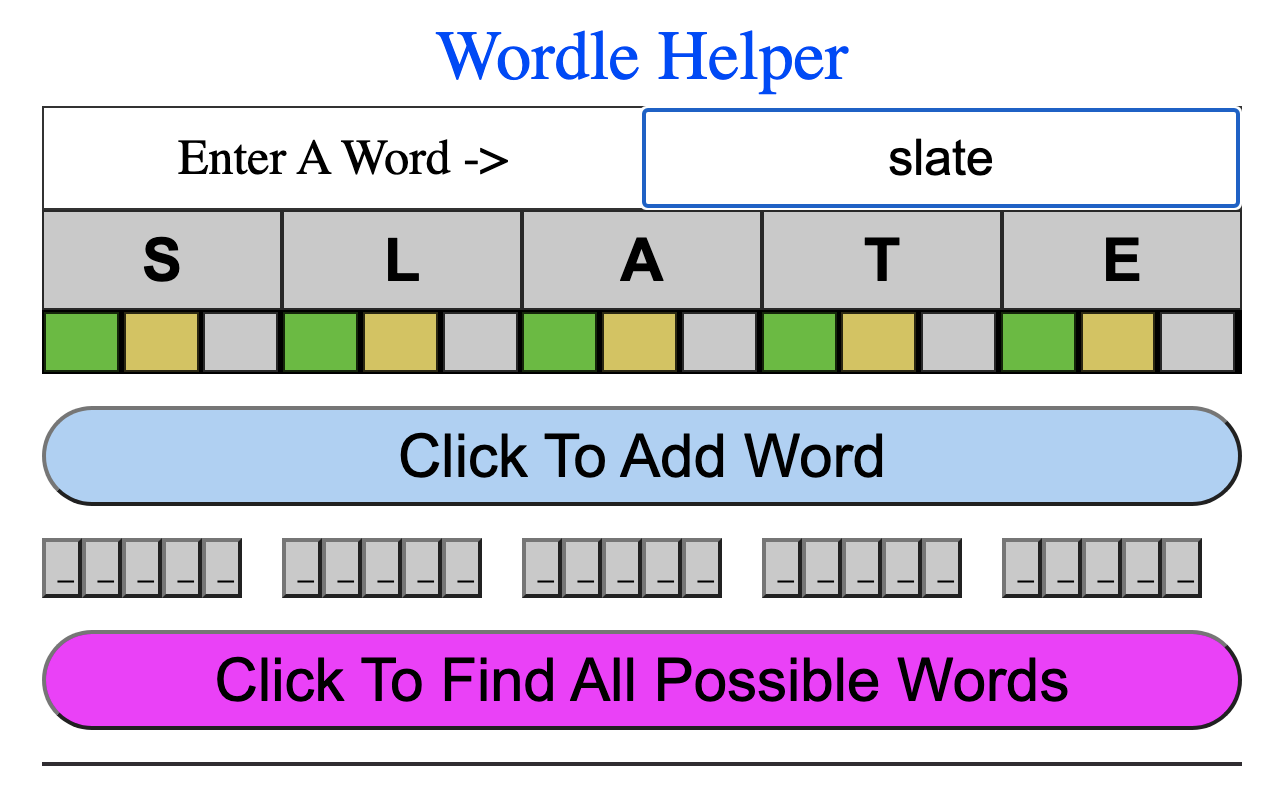 Wordle Helper
Enter A Word -> slate
S L A T E
Click To Add Word
_ _ _ _ _ _ _ _ _ _ _ _ _ _ _ _ _ _ _ _ _ _ _ _ _
Click To Find All Possible Words